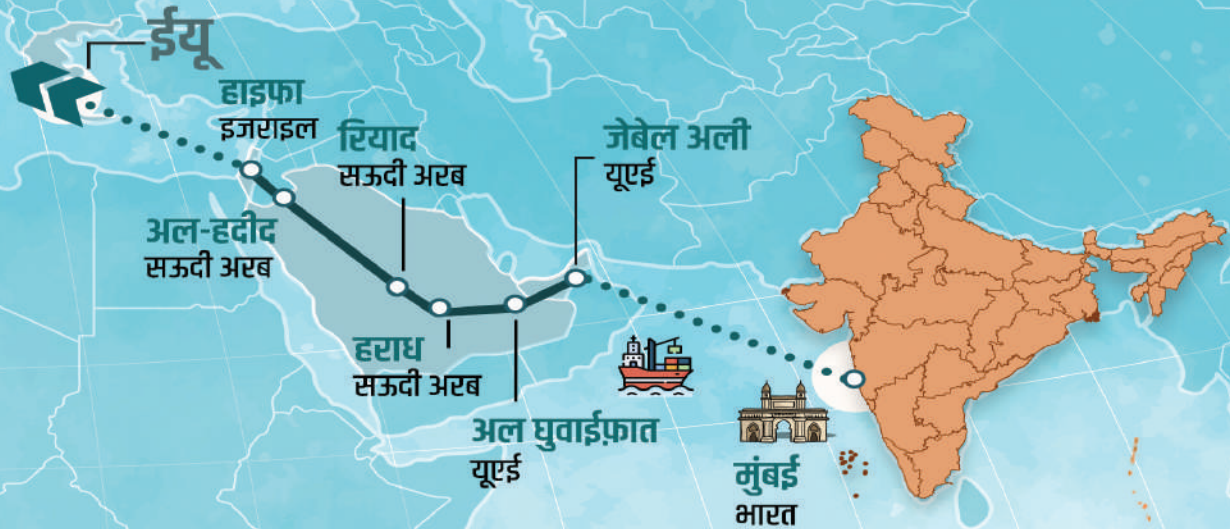 ईयू
हाइफा
इजराइल
रियाद
सऊदी अरब
जेबेल अली
यूएई
अल-हदीद
सऊदी अरब
हराध
सऊदी अरब
अल घुवाईफ़ात
यूएई
मुंबई
भारत